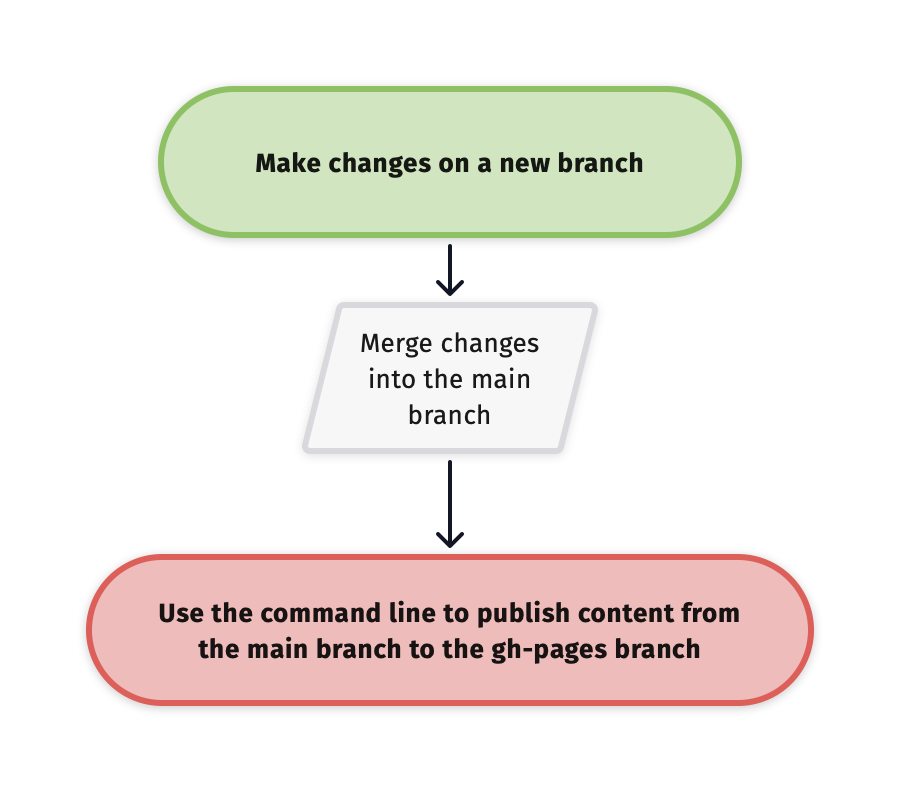 Make changes on a new branch
Merge changes
into the main
branch
Use the command line to publish content from
the main branch to the gh-pages branch